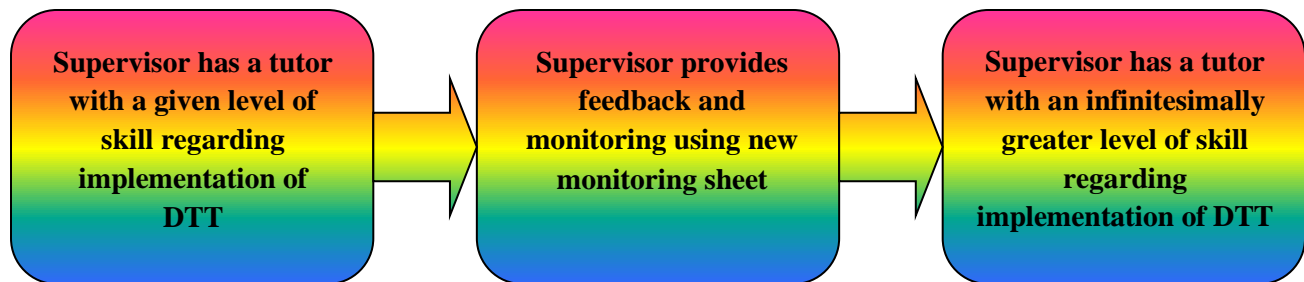 Supervisor has a tutor
with a given level of
skill regarding
implementation of
DTT
Supervisor provides
feedback and
monitoring using new
monitoring sheet
Supervisor has a tutor
with an infinitesimally
greater level of skill
regarding
implementation of DTT